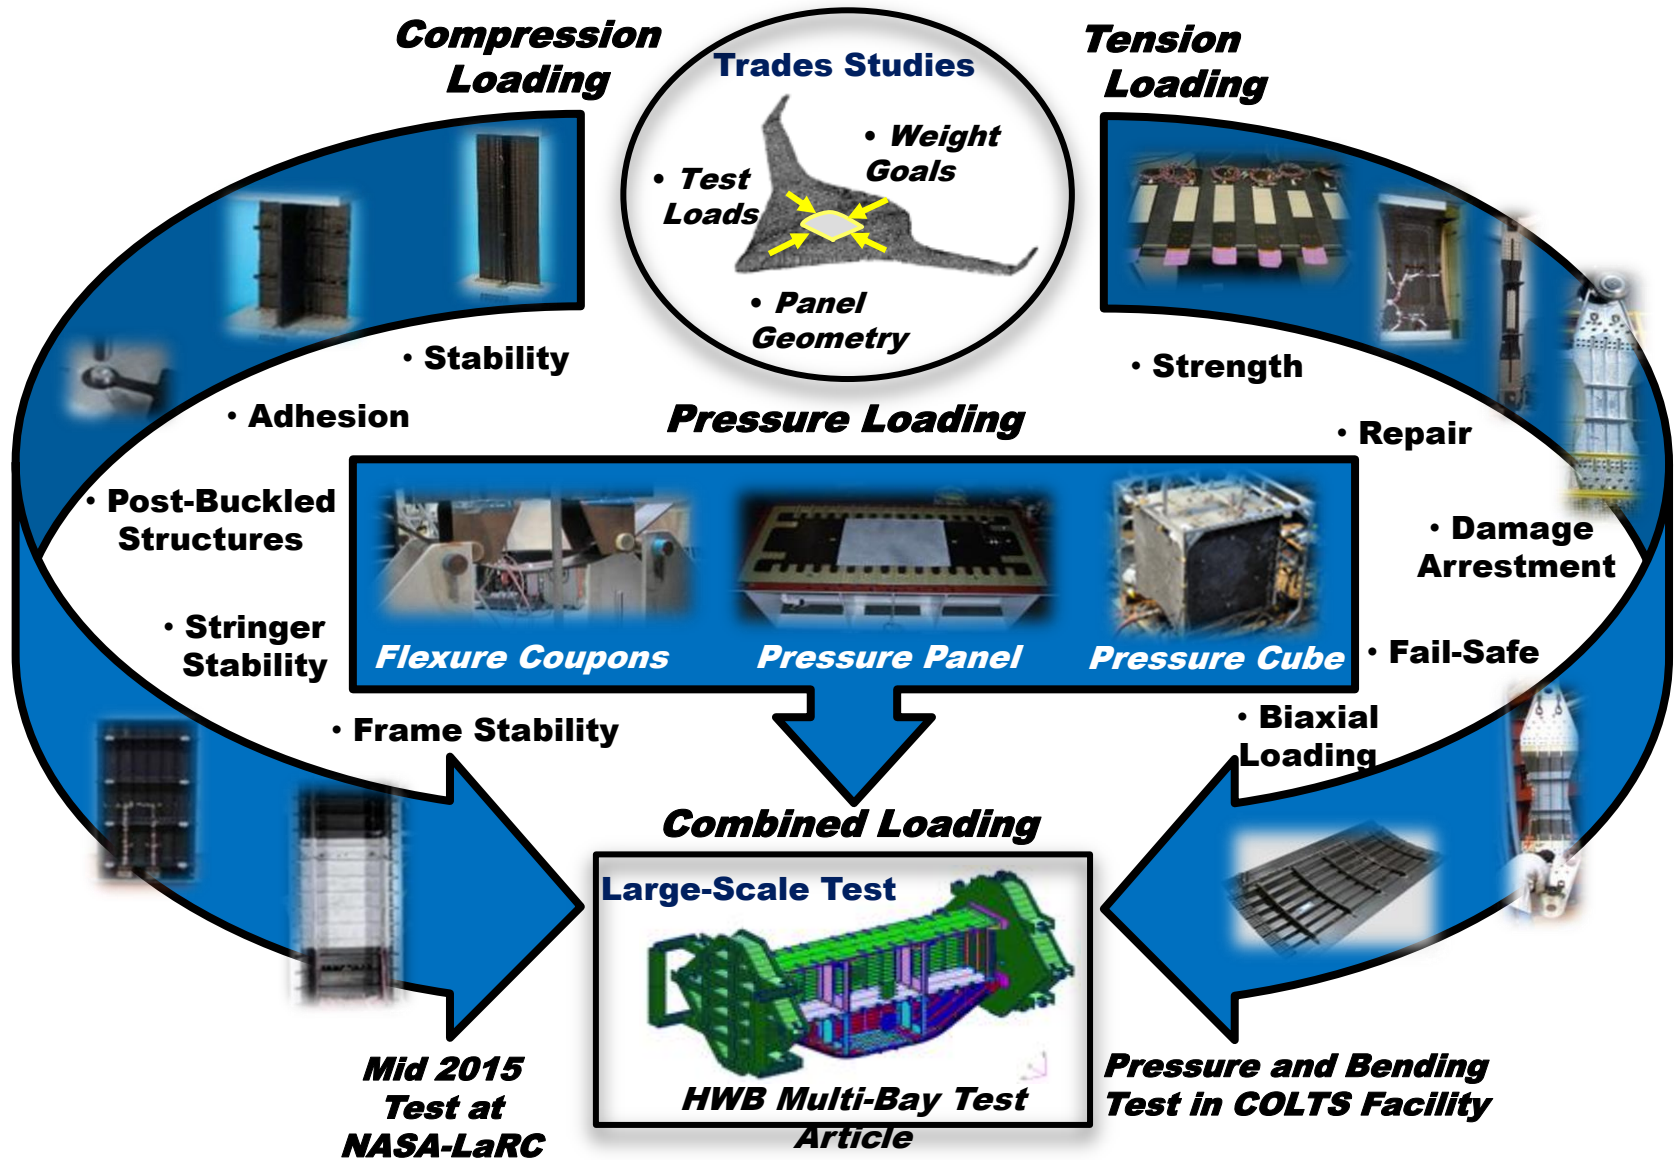 Compression
Loading
Trades Studies
• Weight
Goals
• Test
Loads
• Panel
Geometry
Tension
Loading
• Stability
• Adhesion
• Post-Buckled
Structures
• Stringer
Stability
• Frame Stability
Pressure Loading
Flexure Coupons
Pressure Panel
Pressure Cube
• Strength
• Repair
• Damage
Arrestment
• Fail-Safe
• Biaxial
Loading
Combined Loading
Large-Scale Test
HWB Multi-Bay Test
Article
Mid 2015
Test at
NASA-LaRC
Pressure and Bending
Test in COLTS Facility